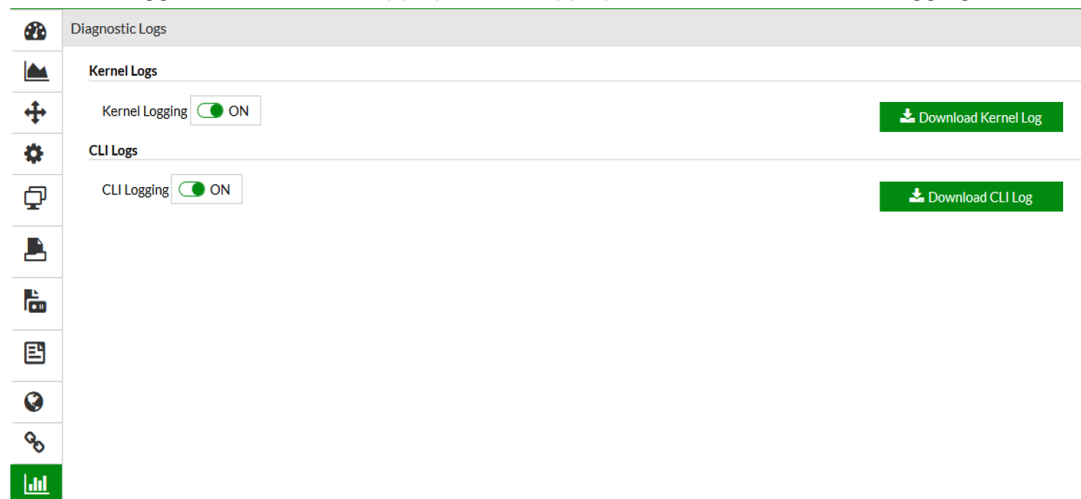 Diagnostic Logs
Kernel Logs
Kernel Logging ON
Download Kernel Log
CLI Logs
CLI Logging ON
Download CLI Log